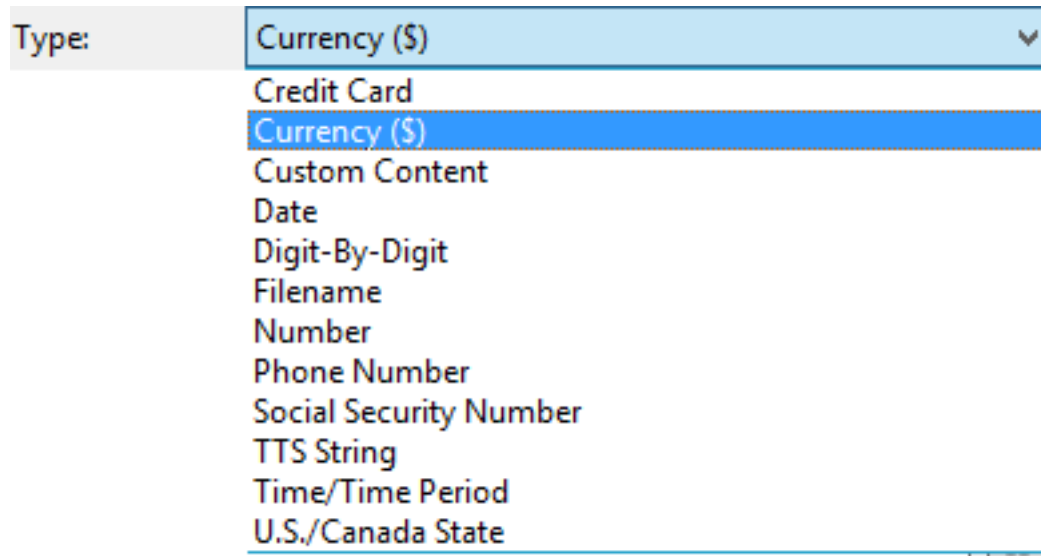 Type: Currency ($)
Credit Card
Currency ($)
Custom Content
Date
Digit-By-Digit
Filename
Number
Phone Number
Social Security Number
TTS String
Time/Time Period
U.S./Canada State